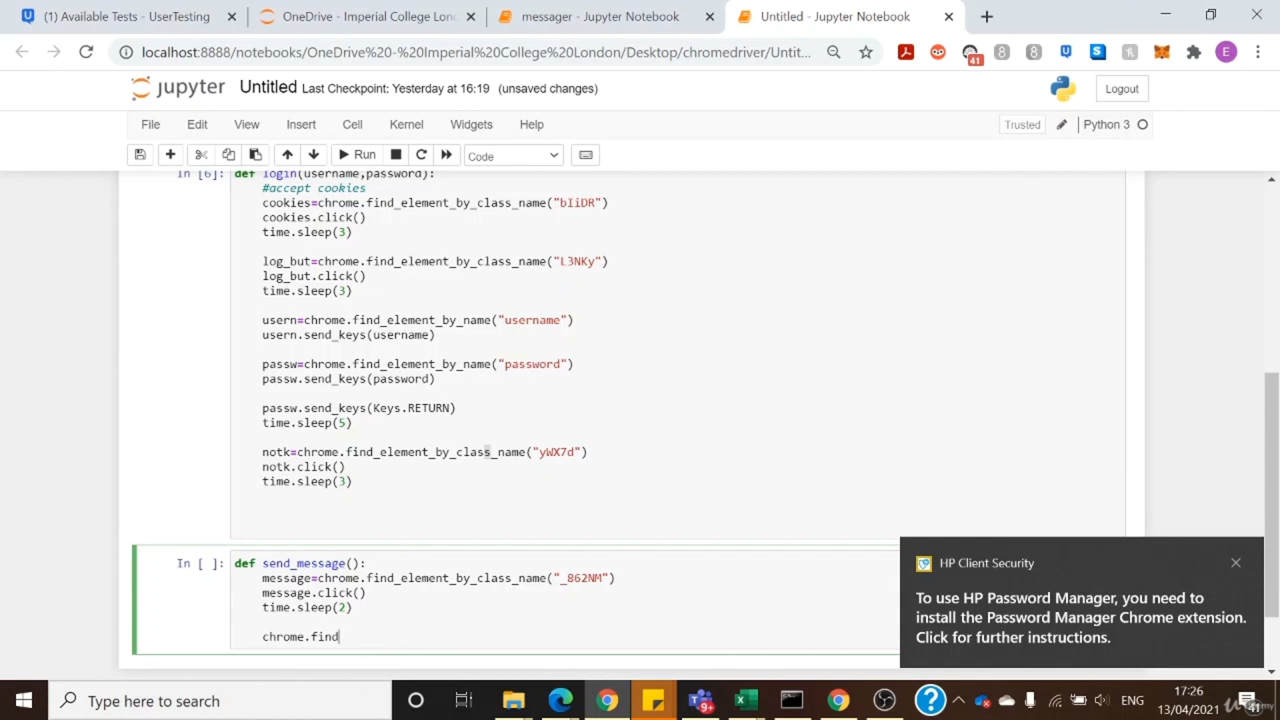 (1) Available Tests - UserTesting
OneDrive - Imperial College Lon
messager - Jupyter Notebook
Untitled - Jupyter Notebook
localhost:8888/notebooks/OneDrive%20-%20Imperial%20College%20London/Desktop/chromedriver/Untit...
41
E
jupyter Untitled Last Checkpoint: Yesterday at 16:19 (unsaved changes)
Logout
File Edit View Insert Cell Kernel Widgets Help
Trusted Python 3
Run Code
In [6]: def login(username,password):
#accept cookies
cookies=chrome.find_element_by_class_name("bIiDR")
cookies.click()
time.sleep(3)
log_but=chrome.find_element_by_class_name("L3NKy")
log_but.click()
time.sleep(3)
usern=chrome.find_element_by_name("username")
usern.send_keys(username)
passw=chrome.find_element_by_name("password")
passw.send_keys(password)
passw.send_keys(Keys.RETURN)
time.sleep(5)
notk=chrome.find_element_by_class_name("yWX7d")
notk.click()
time.sleep(3)
In [ ]: def send_message():
message=chrome.find_element_by_class_name("_862NM")
message.click()
time.sleep(2)
chrome.find
HP Client Security
To use HP Password Manager, you need to
install the Password Manager Chrome extension.
Click for further instructions.
Type here to search
9+
ENG
17:26
13/04/2021
41